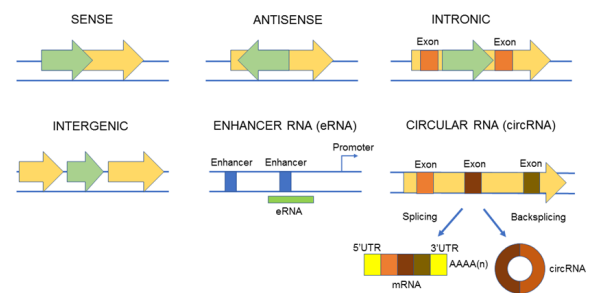 SENSE
ANTISENSE
INTRONIC
Exon Exon
INTERGENIC
ENHANCER RNA (eRNA)
CIRCULAR RNA (circRNA)
Promoter
Enhancer Enhancer
eRNA
Exon Exon Exon
Splicing
Backsplicing
5'UTR 3'UTR
AAAA(n)
mRNA
circRNA